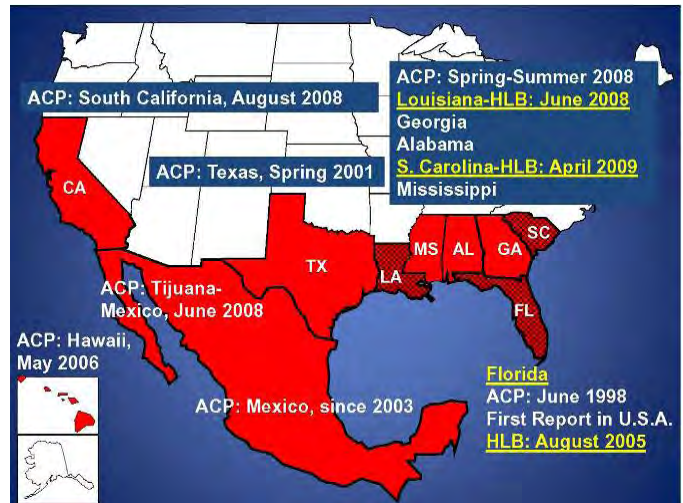 ACP: South California, August 2008
ACP: Spring-Summer 2008
Louisiana-HLB: June 2008
Georgia
Alabama
S. Carolina-HLB: April 2009
Mississippi
ACP: Texas, Spring 2001
CA
TX
LA
MS
AL
GA
SC
FL
ACP: Tijuana-
Mexico, June 2008
ACP: Hawaii,
May 2006
ACP: Mexico, since 2003
Florida
ACP: June 1998
First Report in U.S.A.
HLB: August 2005